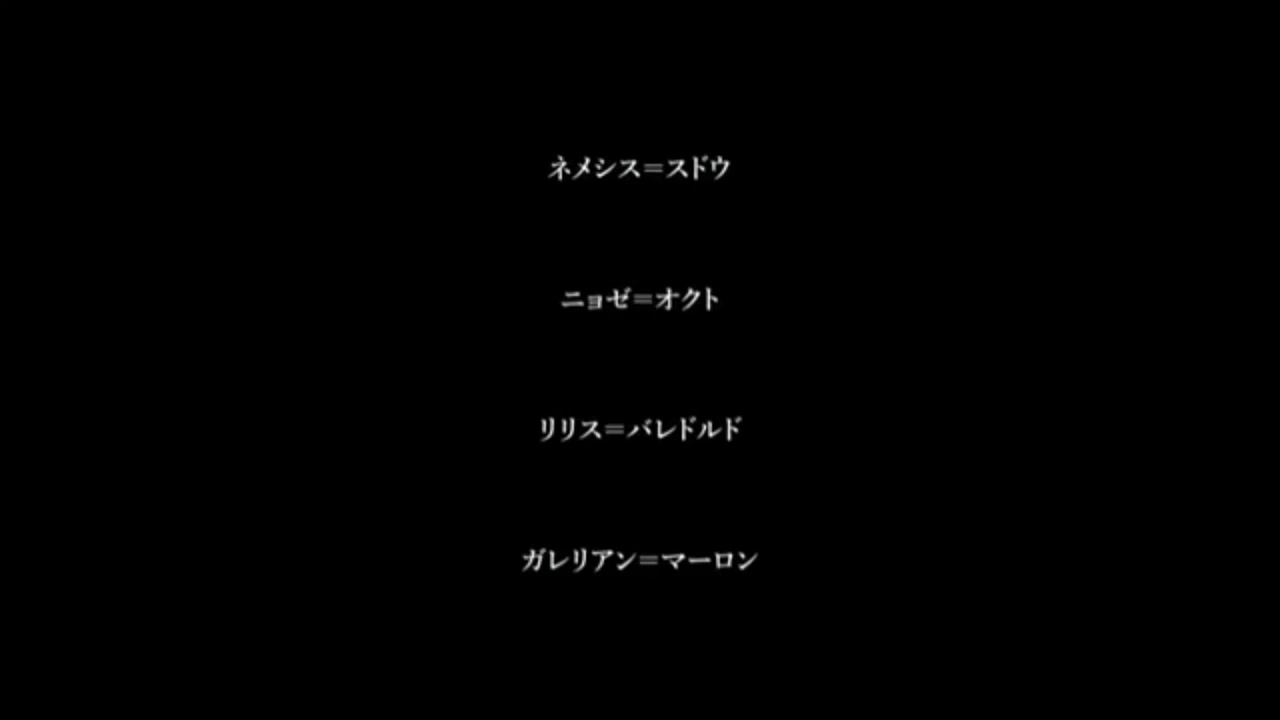 ネメシス＝スドウ
ニョゼ＝オクト
リリス＝バレドルド
ガレリアン＝マーロン